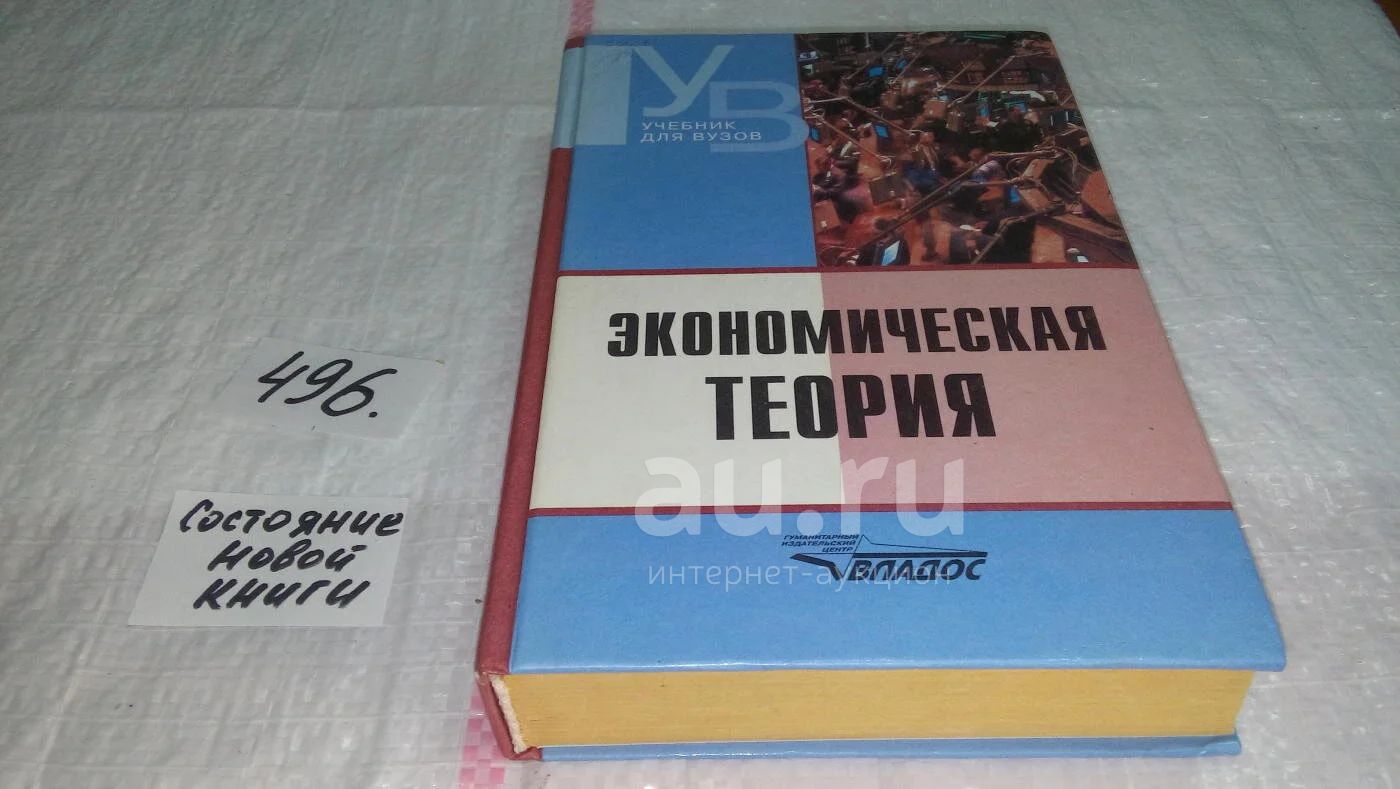 УВ
УЧЕБНИК
ДЛЯ ВУЗОВ
ЭКОНОМИЧЕСКАЯ
ТЕОРИЯ
ГУМАНИТАРНЫЙ
ИЗДАТЕЛЬСКИЙ
ЦЕНТР
ВЛАДОС
496.
Состояние
новой
книги
au.ru
интернет-аукцион